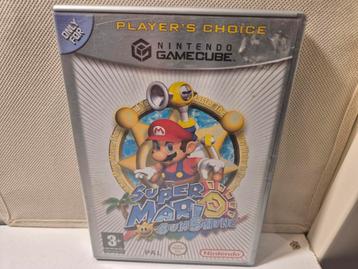 ONLY FOR
PLAYER'S CHOICE
NINTENDO
GAMECUBE
SUPER
MARIO
SUNSHINE
3+
PAL
Nintendo